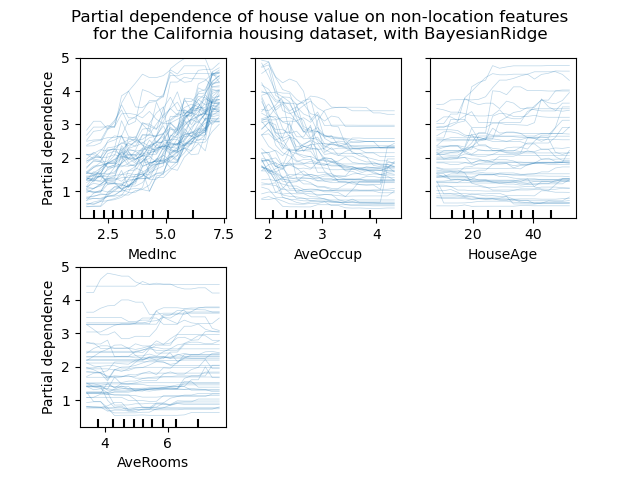 Partial dependence of house value on non-location features
for the California housing dataset, with BayesianRidge
5
4
3
2
1
Partial dependence
2.5 5.0 7.5
MedInc
2 3 4
AveOccup
20 40
HouseAge
5
4
3
2
1
Partial dependence
4 6
AveRooms